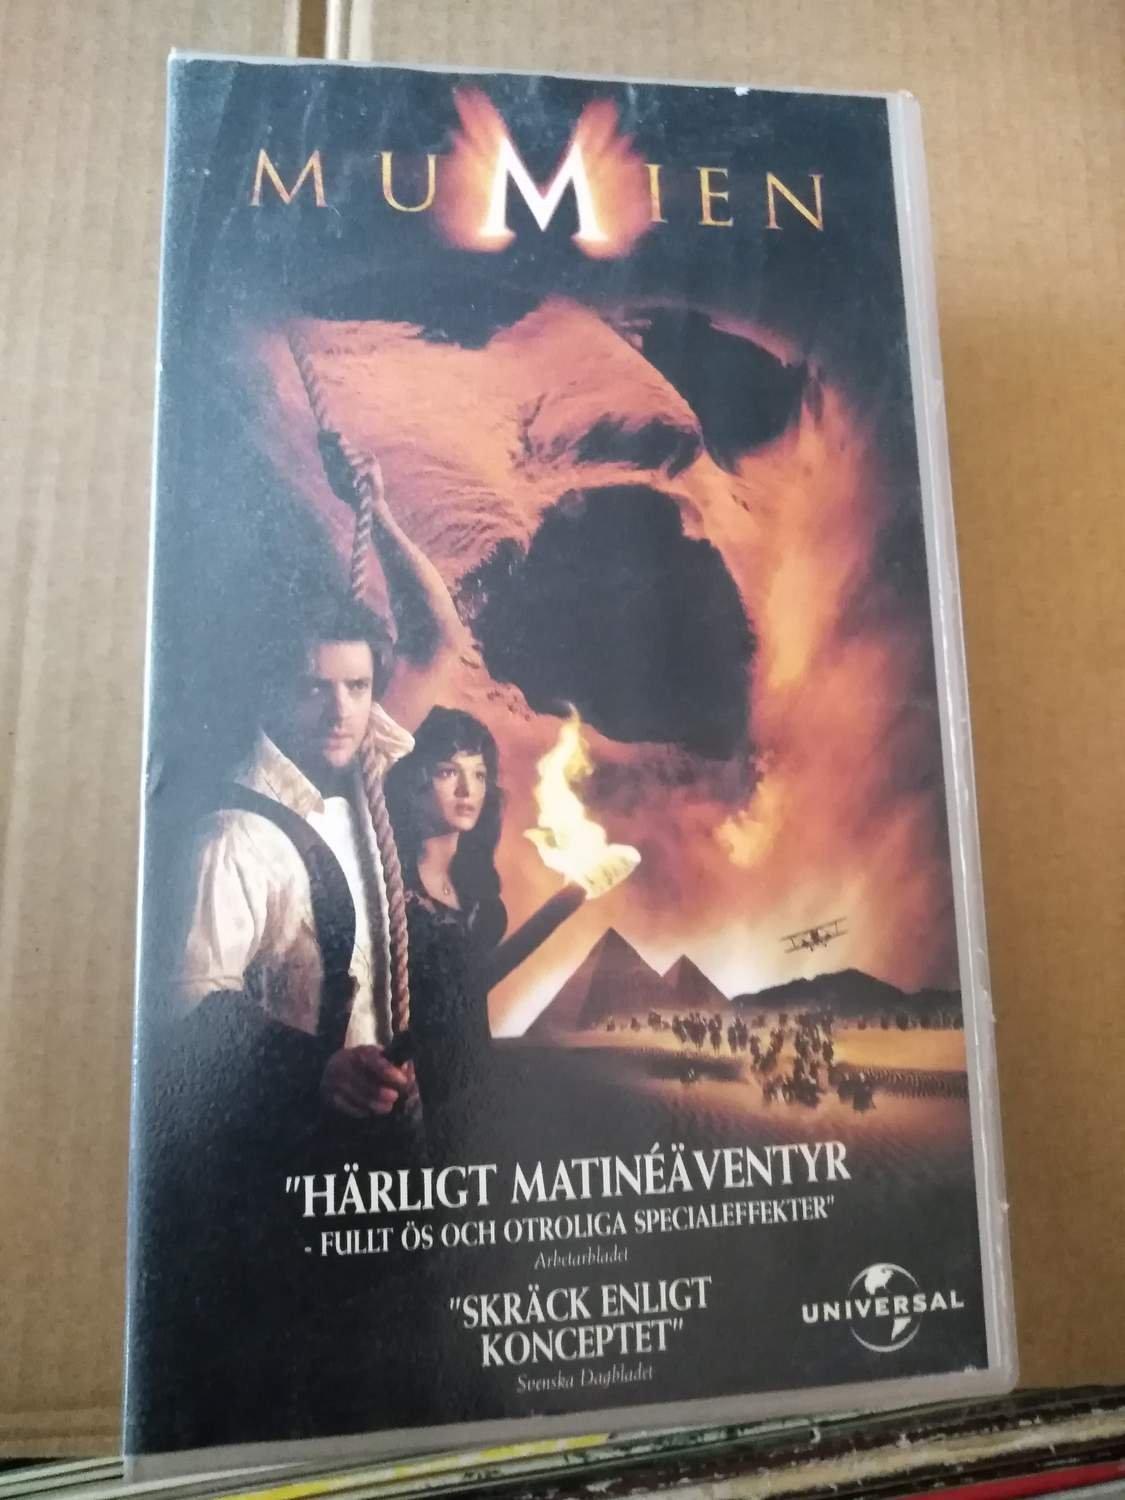 MUMIEN
"HÄRLIGT MATINÉÄVENTYR
- FULLT ÖS OCH OTROLIGA SPECIALEFFEKTER"
Arbetarbladet
"SKRÄCK ENLIGT
KONCEPTET"
Svenska Dagbladet
UNIVERSAL